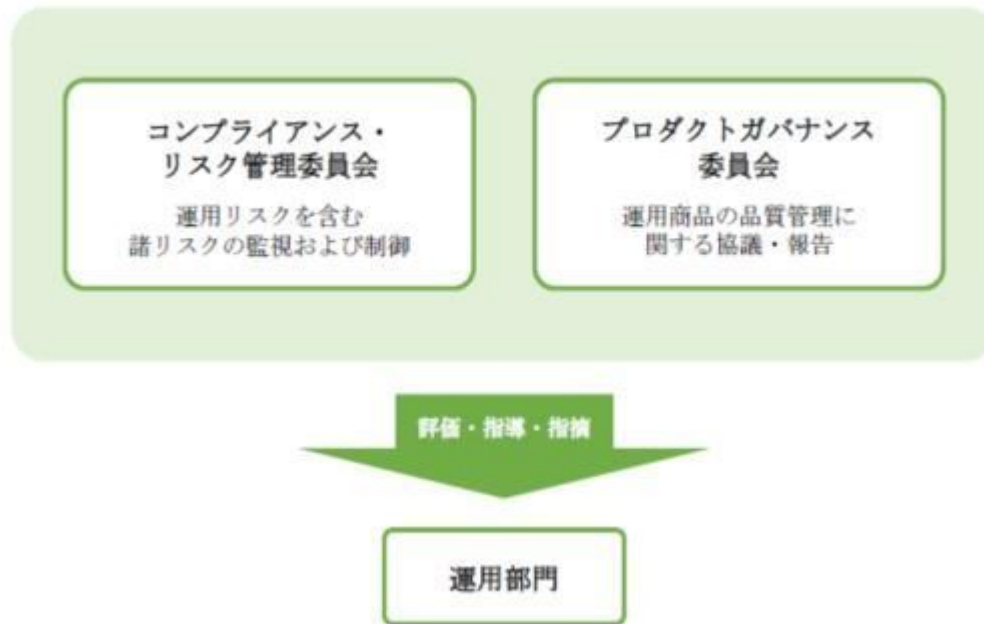 コンプライアンス・
リスク管理委員会
運用リスクを含む
諸リスクの監視および制御
プロダクトガバナンス
委員会
運用商品の品質管理に
関する協議・報告
評価・指導・指摘
運用部門